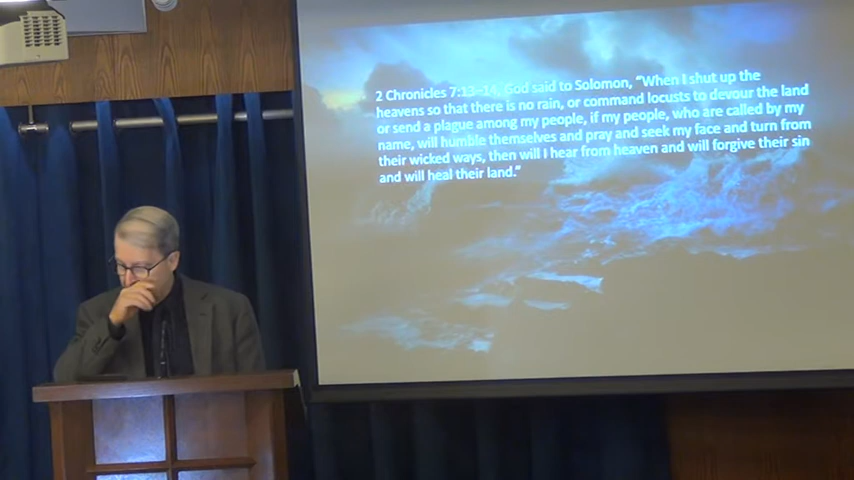 2 Chronicles 7:13-14, God said to Solomon, "When I shut up the
heavens so that there is no rain, or command locusts to devour the land
or send a plague among my people, if my people, who are called by my
name, will humble themselves and pray and seek my face and turn from
their wicked ways, then will I hear from heaven and will forgive their sin
and will heal their land."